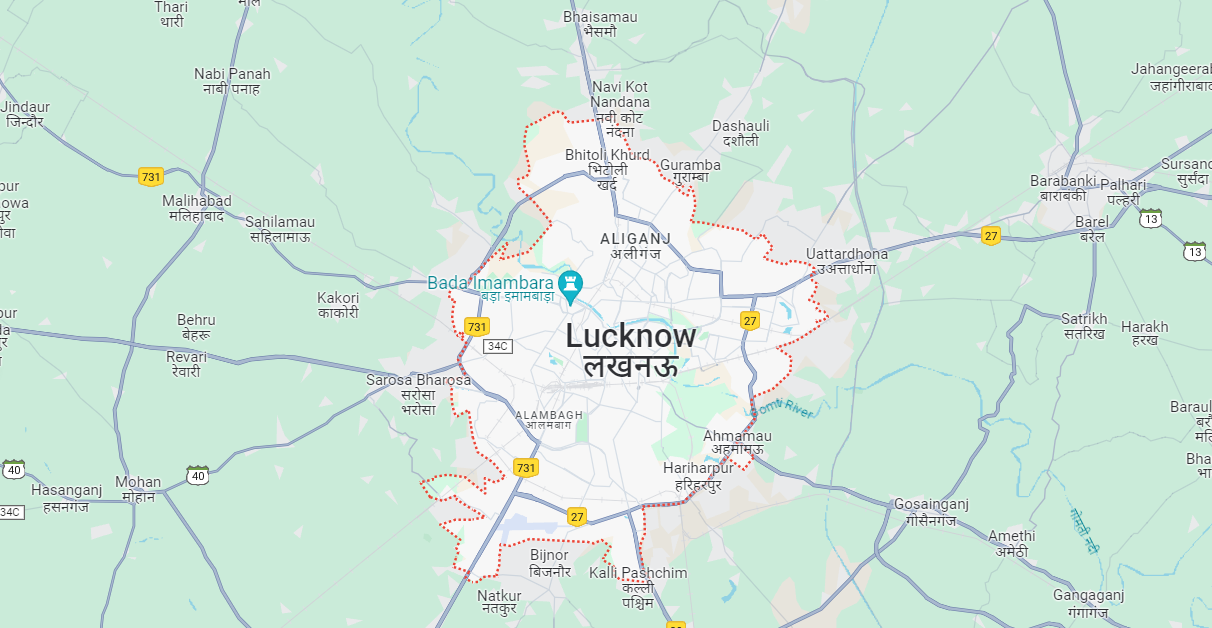 Thari
थारी
Bhaisamau
भैसमौ
Nabi Panah
नाबी पनाह
Navi Kot
Nandana
नवी कोट
नंदना
Jahangeerab
जहांगीराबाद
Jindaur
जिन्दौर
Dashauli
दशौली
Bhitoli Khurd
भिटोली
खुर्द
Guramba
गुराम्बा
731
Malihabad
मलिहाबाद
Sahilamau
सहिलामाऊ
Barabanki
बाराबंकी
Palhari
पल्हरी
13
Barel
बरेल
27
13
ALIGANJ
अलीगंज
Uattardhona
उअत्तार्धोना
Bada Imambara
बड़ा इमामबाड़ा
Kakori
काकोरी
Behru
बेहरू
731
34C
27
Lucknow
लखनऊ
Satrikh
सतरिख
Harakh
हरख
Revari
रेवारी
Sarosa Bharosa
सरोसा
भरोसा
ALAMBAGH
आलमबाग
Gomti River
Ahmamau
अहमामऊ
Hariharpur
हरिहरपुर
731
40
40
Hasanganj
हसनगंज
Mohan
मोहान
34C
27
Gosainganj
गोसैनगंज
गोमती नदी
Amethi
अमेठी
Bijnor
बिजनौर
Kalli Pashchim
कल्ली
पश्चिम
Natkur
नतकुर
Gangaganj
गंगागंज